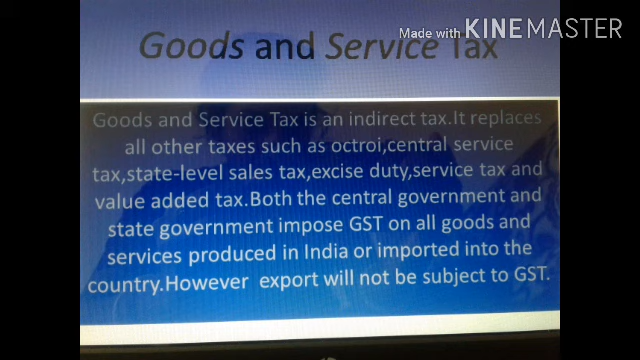 Made with KINEMASTER
Goods and Service Tax
Goods and Service Tax is an indirect tax.It replaces
all other taxes such as octroi,central service
tax,state-level sales tax,excise duty,service tax and
value added tax.Both the central government and
state government impose GST on all goods and
services produced in India or imported into the
country.However export will not be subject to GST.